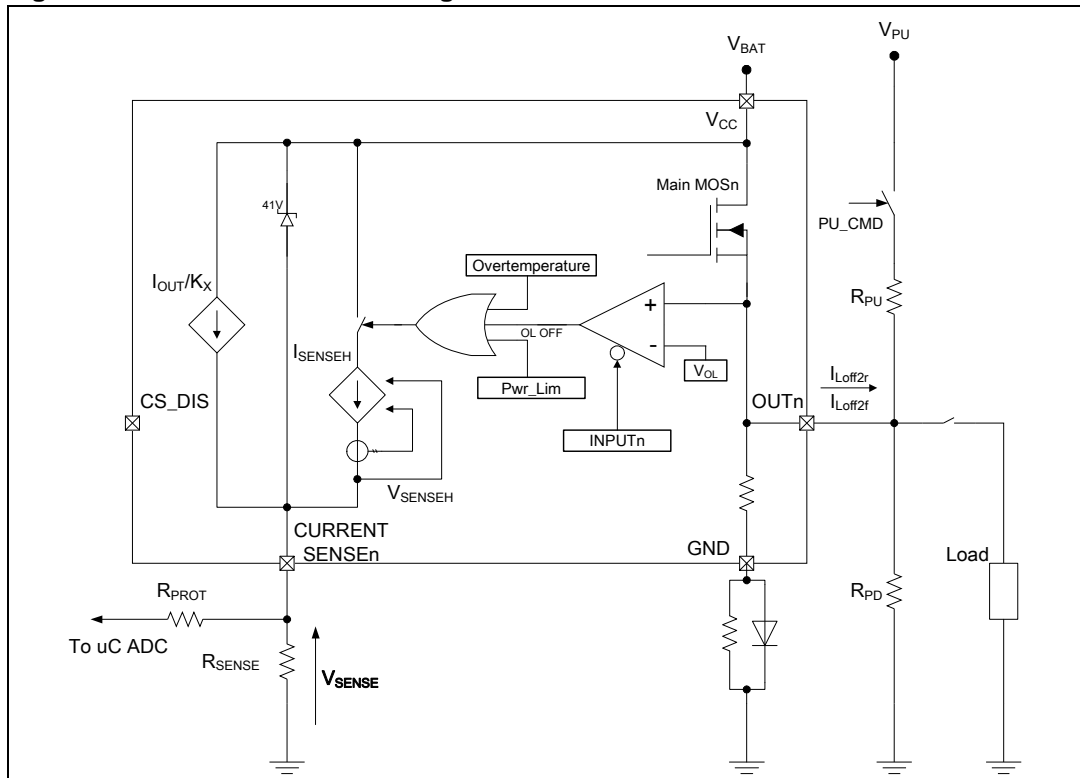 V_BAT
V_PU
V_CC
Main MOSn
41V
PU_CMD
Overtemperature
I_OUT/K_X
R_PU
+
-
OL OFF
I_SENSEH
V_OL
Pwr_Lim
I_Loff2r
I_Loff2f
CS_DIS
OUTn
INPUTn
V_SENSEH
CURRENT
SENSEn
GND
Load
R_PROT
R_PD
To uC ADC
R_SENSE
V_SENSE